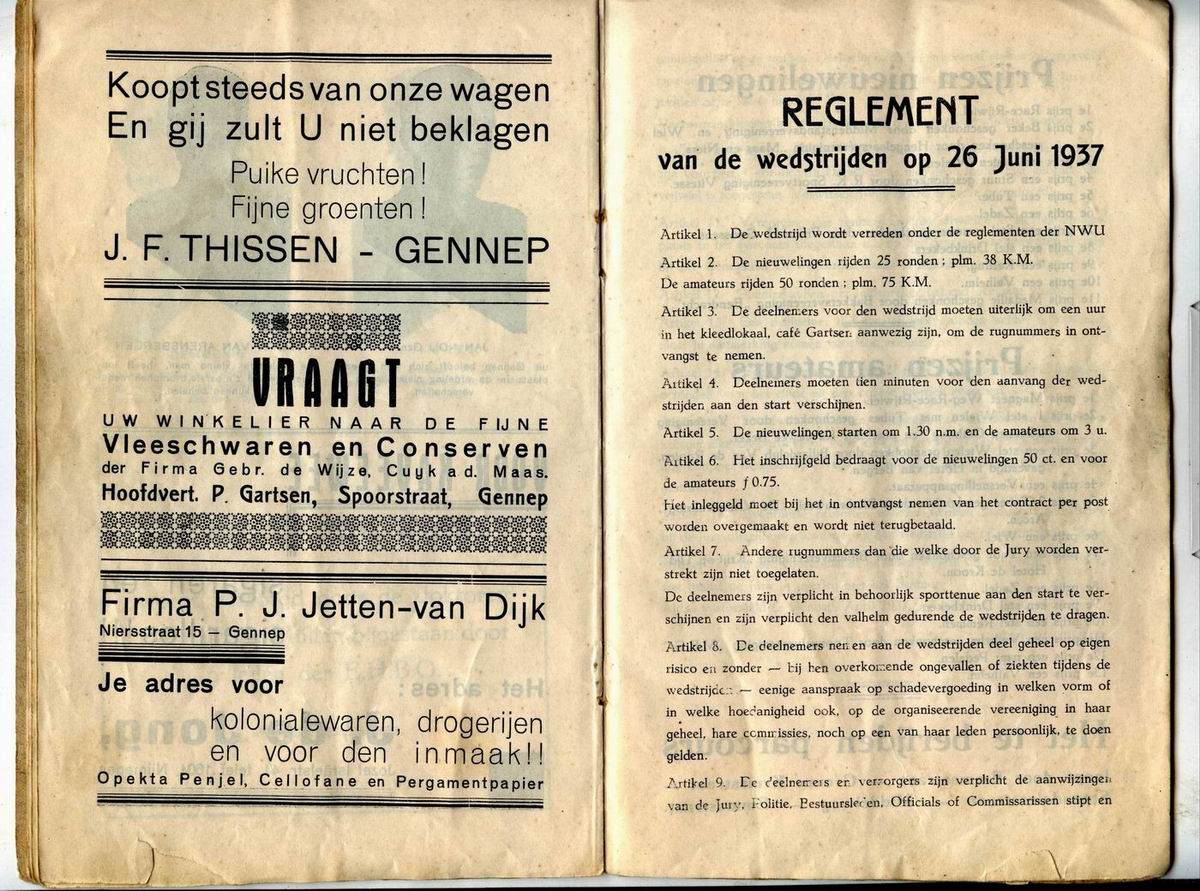 Koopt steeds van onze wagen
En gij zult U niet beklagen
Puike vruchten!
Fijne groenten!
J. F. THISSEN - GENNEP
VRAAGT
UW WINKELIER NAAR DE FIJNE
Vleeschwaren en Conserven
der Firma Gebr. de Wijze, Cuyk a d. Maas.
Hoofdvert. P. Gartsen, Spoorstraat, Gennep
Firma P. J. Jetten-van Dijk
Niersstraat 15 — Gennep
Je adres voor
kolonialewaren, drogerijen
en voor den inmaak!!
Opekta Penjel, Cellofane en Pergamentpapier
REGLEMENT
van de wedstrijden op 26 Juni 1937
Artikel 1. De wedstrijd wordt verreden onder de reglementen der NWU
Artikel 2. De nieuwelingen rijden 25 ronden; plm. 38 K.M.
De amateurs rijden 50 ronden; plm. 75 K.M.
Artikel 3. De deelnemers voor den wedstrijd moeten uiterlijk om een uur
in het kleedlokaal, café Gartsen aanwezig zijn, om de rugnummers in ont-
vangst te nemen.
Artikel 4. Deelnemers moeten tien minuten voor den aanvang der wed-
strijden aan den start verschijnen.
Artikel 5. De nieuwelingen starten om 1.30 n.m. en de amateurs om 3 u.
Artikel 6. Het inschrijfgeld bedraagt voor de nieuwelingen 50 ct. en voor
de amateurs ƒ 0.75.
Het inleggeld moet bij het in ontvangst nemen van het contract per post
worden overgemaakt en wordt niet terugbetaald.
Artikel 7. Andere rugnummers dan die welke door de Jury worden ver-
strekt zijn niet toegelaten.
De deelnemers zijn verplicht in behoorlijk sporttenue aan den start te ver-
schijnen en zijn verplicht den valhelm gedurende de wedstrijden te dragen.
Artikel 8. De deelnemers nemen aan de wedstrijden deel geheel op eigen
risico en zonder — bij hen overkomende ongevallen of ziekten tijdens de
wedstrijden — eenige aanspraak op schadevergoeding in welken vorm of
in welke hoedanigheid ook, op de organiseerende vereeniging in haar
geheel, hare commissies, noch op een van haar leden persoonlijk, te doen
gelden.
Artikel 9. De deelnemers en verzorgers zijn verplicht de aanwijzingen
van de Jury, Politie, Bestuursleden, Officials of Commissarissen stipt en